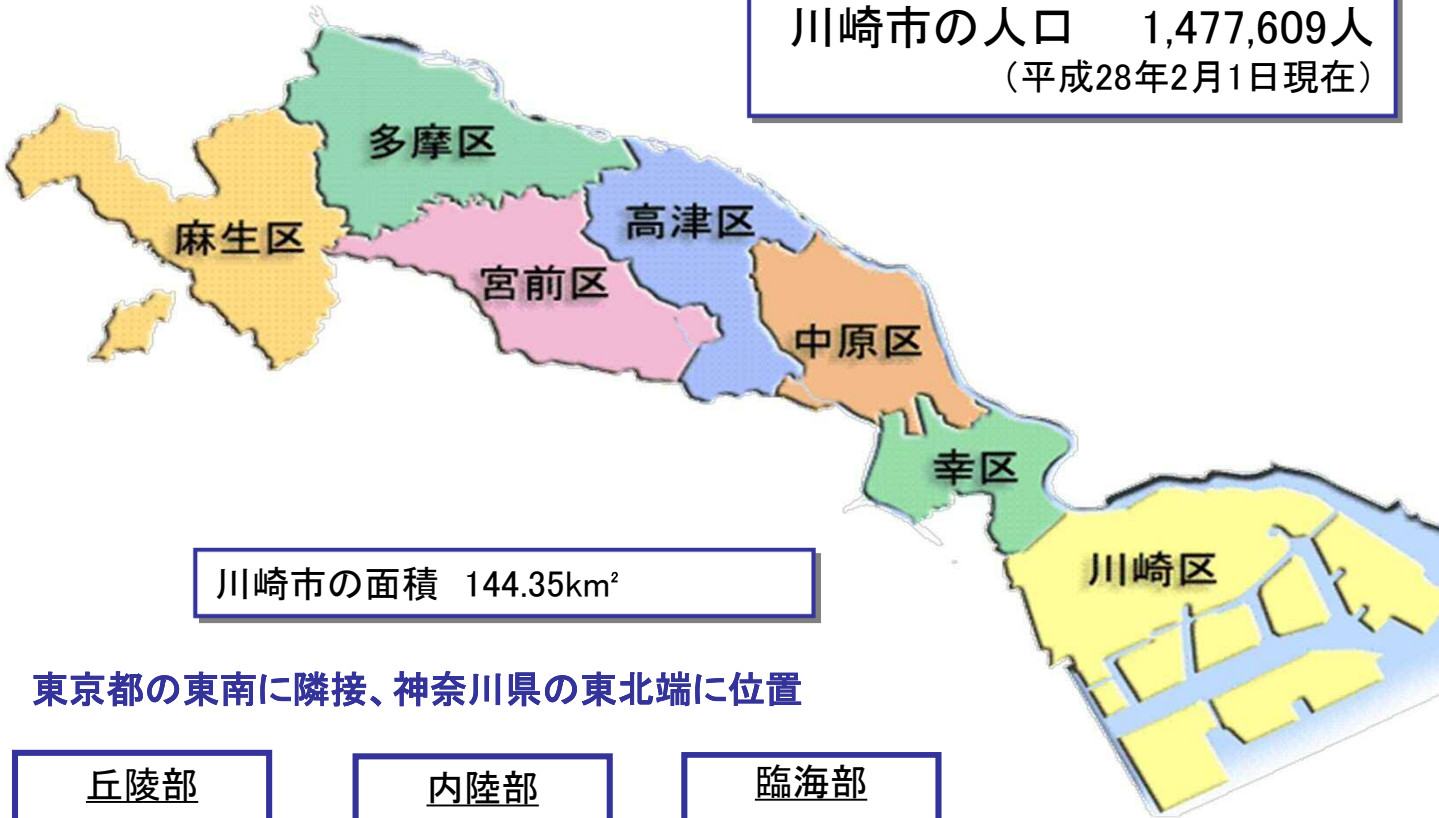 川崎市の人口 1,477,609人
（平成28年2月1日現在）
多摩区
麻生区
高津区
宮前区
中原区
幸区
川崎区
川崎市の面積 144.35km²
東京都の東南に隣接、神奈川県の東北端に位置
丘陵部
内陸部
臨海部